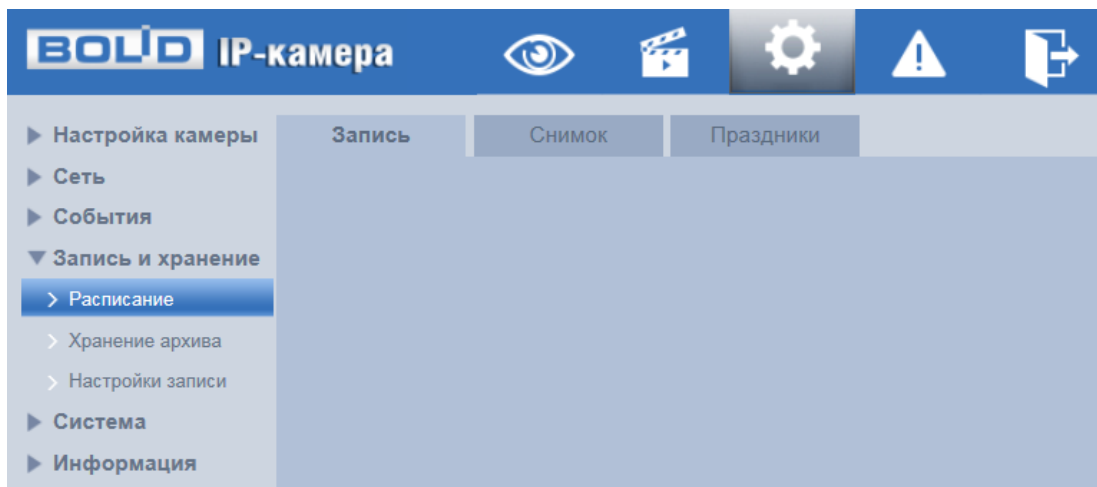 BOLID IP-камера
Настройка камеры
Запись
Снимок
Праздники
Сеть
События
Запись и хранение
Расписание
Хранение архива
Настройки записи
Система
Информация